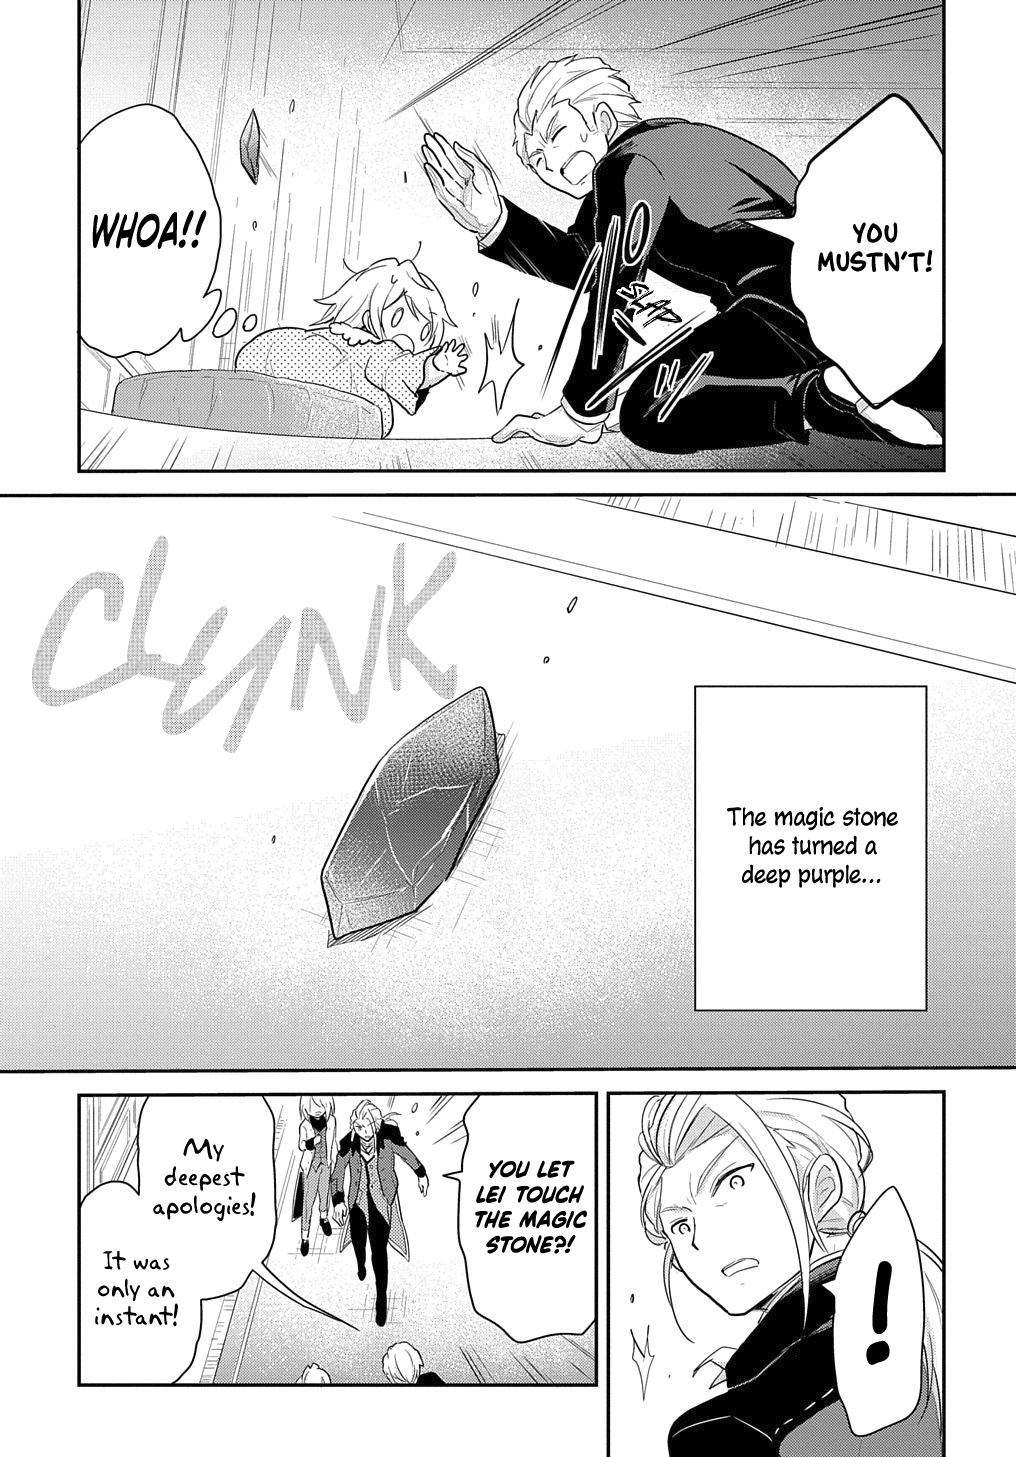 YOU
MUSTN'T!
SLAP
WHOA!!
CLUNK
The magic stone
has turned a
deep purple...
!
YOU LET
LEI TOUCH
THE MAGIC
STONE?!
My
deepest
apologies!
It was
only an
instant!